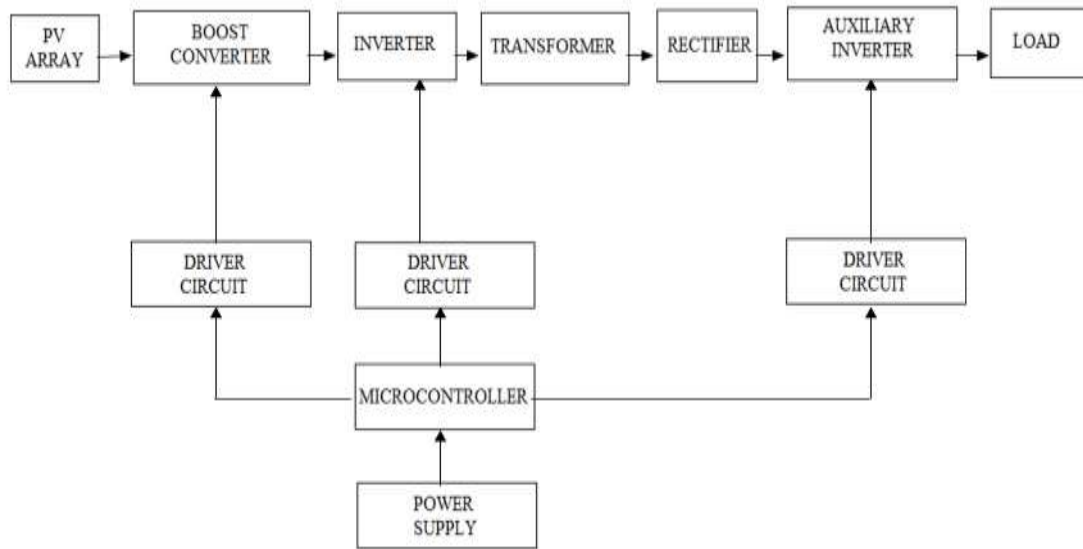 PV
ARRAY
BOOST
CONVERTER
INVERTER
TRANSFORMER
RECTIFIER
AUXILIARY
INVERTER
LOAD
DRIVER
CIRCUIT
DRIVER
CIRCUIT
DRIVER
CIRCUIT
MICROCONTROLLER
POWER
SUPPLY